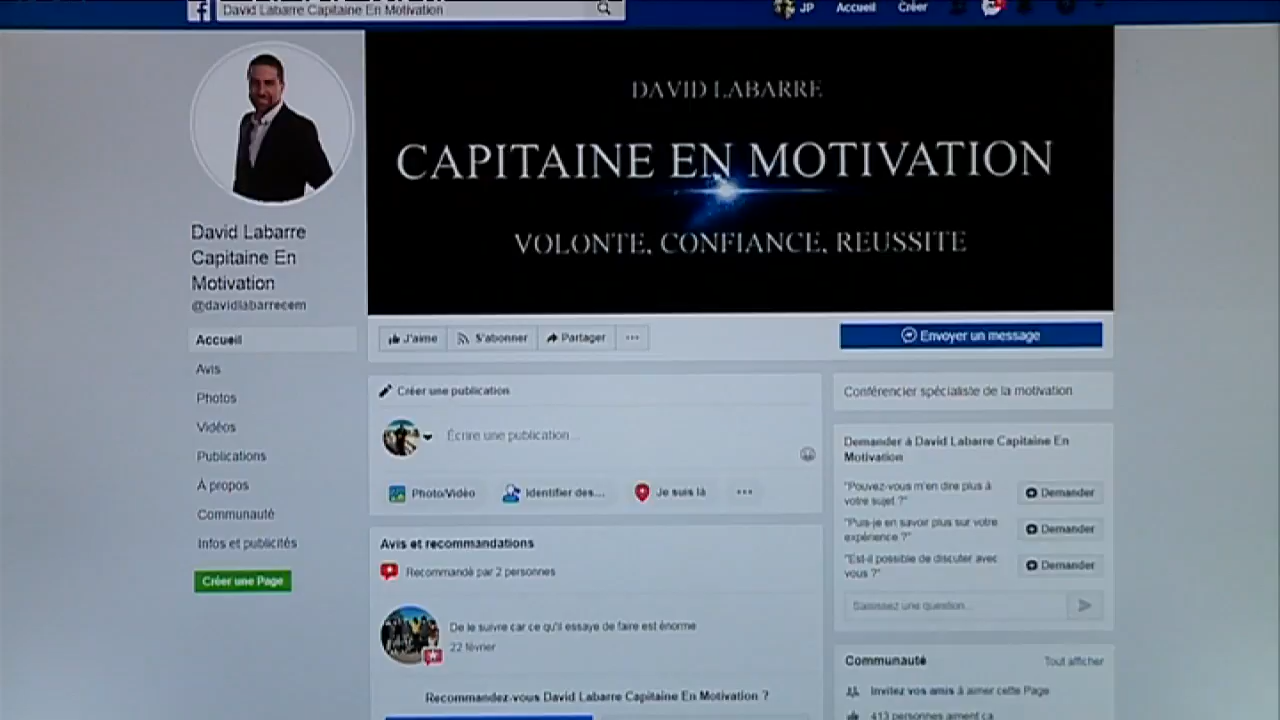 David Labarre Capitaine En Motivation
JP
Accueil
Créer
DAVID LABARRE
CAPITAINE EN MOTIVATION
VOLONTE, CONFIANCE, REUSSITE
David Labarre
Capitaine En
Motivation
@davidlabarrecem
Accueil
Avis
Photos
Vidéos
Publications
À propos
Communauté
Infos et publicités
Créer une Page
J'aime
S'abonner
Partager
Envoyer un message
Créer une publication
Écrire une publication...
Photo/Vidéo
Identifier des...
Je suis là
Avis et recommandations
Recommandé par 2 personnes
De le suivre car ce qu'il essaye de faire est énorme
22 février
Recommandez-vous David Labarre Capitaine En Motivation ?
Conférencier spécialiste de la motivation
Demander à David Labarre Capitaine En
Motivation
"Pouvez-vous m'en dire plus à
votre sujet ?"
Demander
"Puis-je en savoir plus sur votre
expérience ?"
Demander
"Est-il possible de discuter avec
vous ?"
Demander
Saisissez une question...
Communauté
Tout afficher
Invitez vos amis à aimer cette Page
413 personnes aiment ça